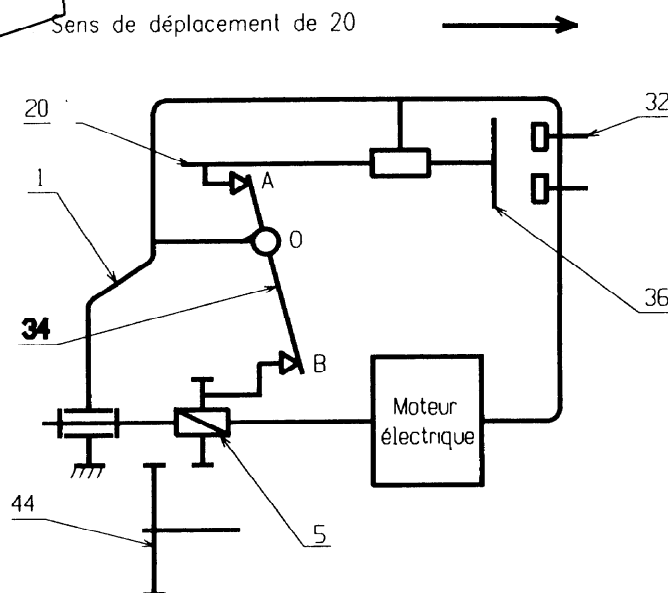 Sens de déplacement de 20
20
32
A
1
O
36
34
B
Moteur
électrique
44
5